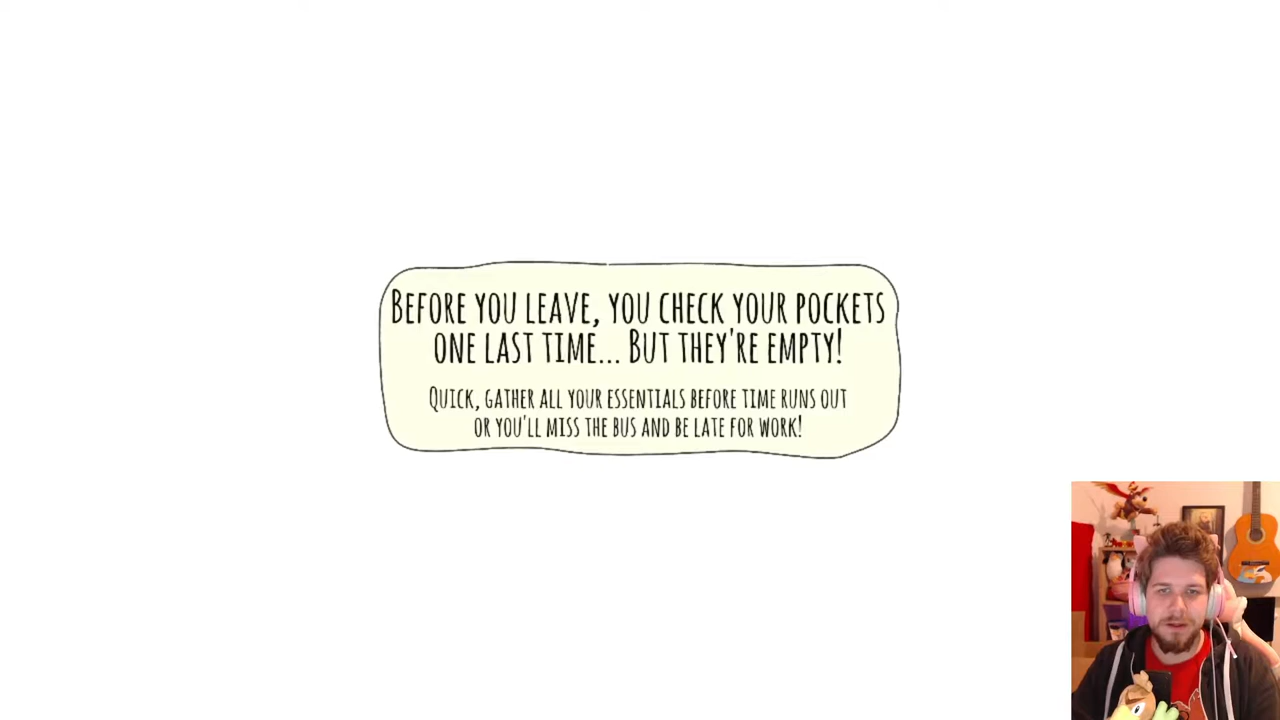 Before you leave, you check your pockets
one last time... But they're empty!
Quick, gather all your essentials before time runs out
or you'll miss the bus and be late for work!